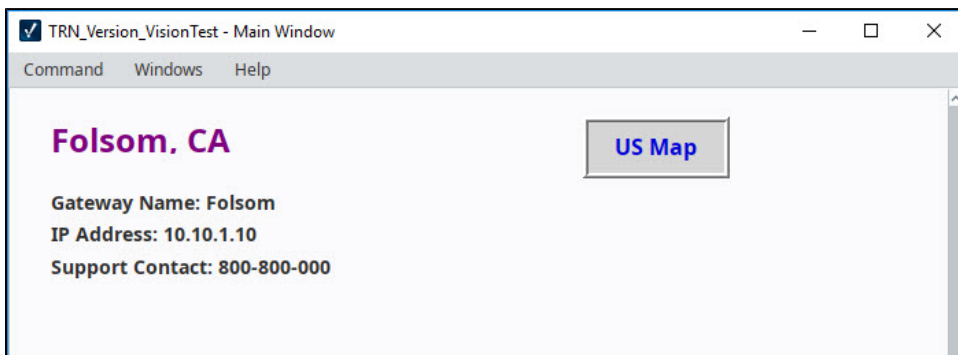 TRN_Version_VisionTest - Main Window
Command Windows Help
Folsom, CA
US Map
Gateway Name: Folsom
IP Address: 10.10.1.10
Support Contact: 800-800-000